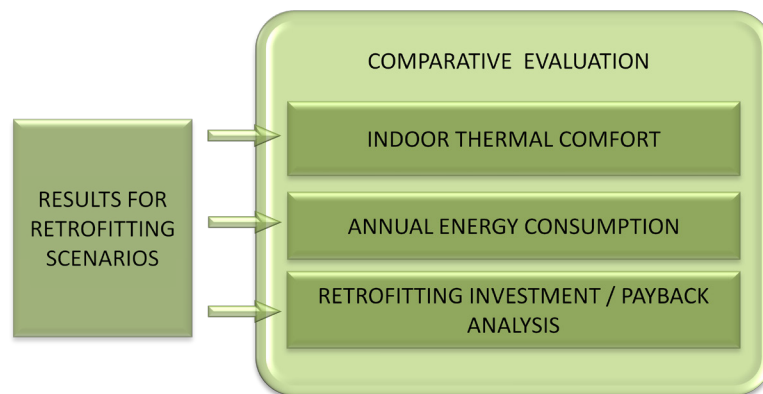 COMPARATIVE EVALUATION
RESULTS FOR
RETROFITTING
SCENARIOS
INDOOR THERMAL COMFORT
ANNUAL ENERGY CONSUMPTION
RETROFITTING INVESTMENT / PAYBACK
ANALYSIS